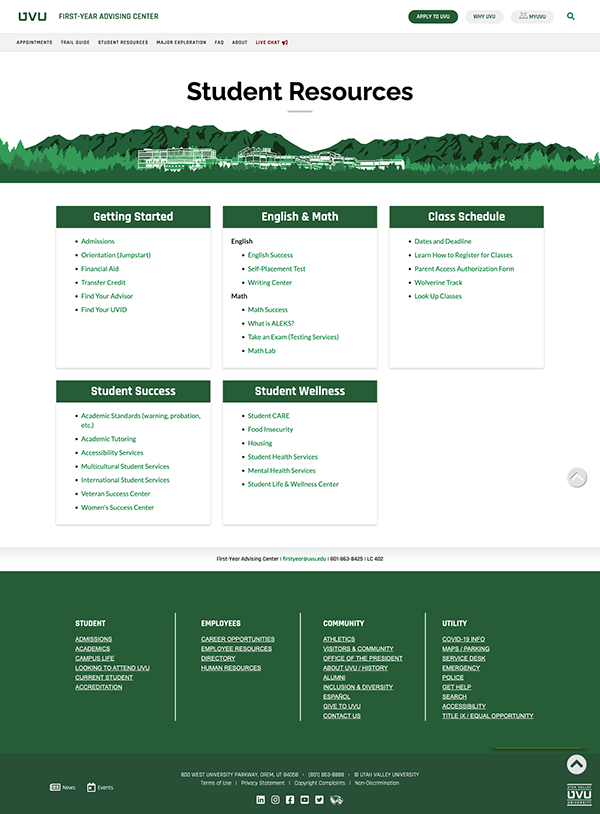 UVU FIRST-YEAR ADVISING CENTER APPLY TO UVU WHY UVU MYUVU
APPOINTMENTS TRAIL GUIDE STUDENT RESOURCES MAJOR EXPLORATION FAQ ABOUT LIVE CHAT
Student Resources
Getting Started
Admissions
Orientation (Jumpstart)
Financial Aid
Transfer Credit
Find Your Advisor
Find Your UVID
English & Math
English
English Success
Self-Placement Test
Writing Center
Math
Math Success
What is ALEKS?
Take an Exam (Testing Services)
Math Lab
Class Schedule
Dates and Deadline
Learn How to Register for Classes
Parent Access Authorization Form
Wolverine Track
Look Up Classes
Student Success
Academic Standards (warning, probation,
etc.)
Academic Tutoring
Accessibility Services
Multicultural Student Services
International Student Services
Veteran Success Center
Women's Success Center
Student Wellness
Student CARE
Food Insecurity
Housing
Student Health Services
Mental Health Services
Student Life & Wellness Center
First-Year Advising Center | firstyear@uvu.edu | 801-863-8425 | LC 402
STUDENT
ADMISSIONS
ACADEMICS
CAMPUS LIFE
LOOKING TO ATTEND UVU
CURRENT STUDENT
ACCREDITATION
EMPLOYEES
CAREER OPPORTUNITIES
EMPLOYEE RESOURCES
DIRECTORY
HUMAN RESOURCES
COMMUNITY
ATHLETICS
VISITORS & COMMUNITY
OFFICE OF THE PRESIDENT
ABOUT UVU / HISTORY
ALUMNI
INCLUSION & DIVERSITY
ESPAÑOL
GIVE TO UVU
CONTACT US
UTILITY
COVID-19 INFO
MAPS / PARKING
SERVICE DESK
EMERGENCY
POLICE
GET HELP
SEARCH
ACCESSIBILITY
TITLE IX / EQUAL OPPORTUNITY
News Events
800 WEST UNIVERSITY PARKWAY, OREM, UT 84058 • (801) 863-8888 • © UTAH VALLEY UNIVERSITY
Terms of Use | Privacy Statement | Copyright Complaints | Non-Discrimination
UTAH VALLEY
UVU
UNIVERSITY